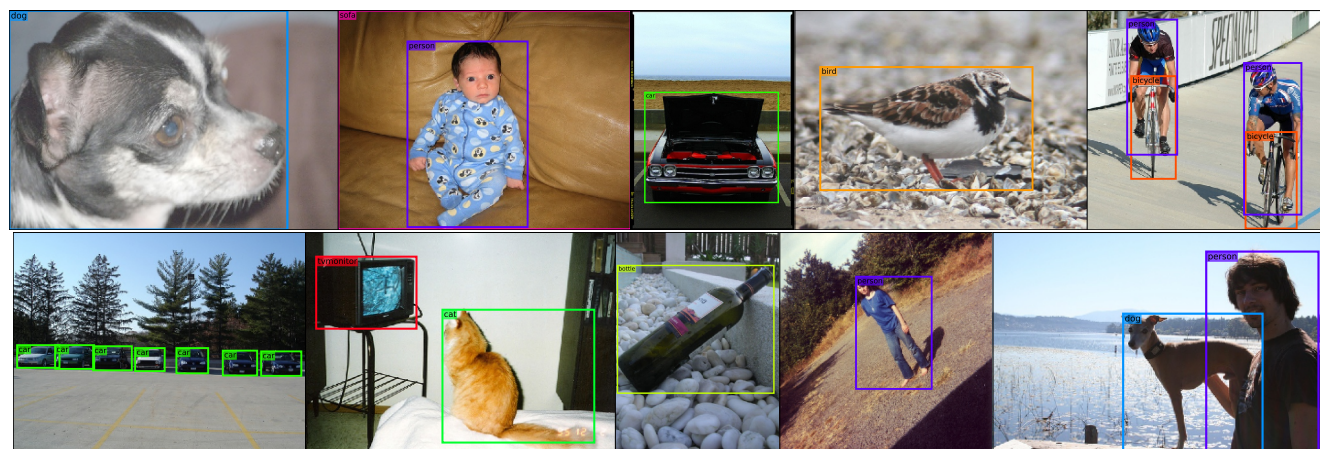 dog
sofa
person
car
bird
person
bicycle
person
bicycle
SPECIALIZED
car
car
car
car
car
car
car
tvmonitor
cat
bottle
person
person
dog